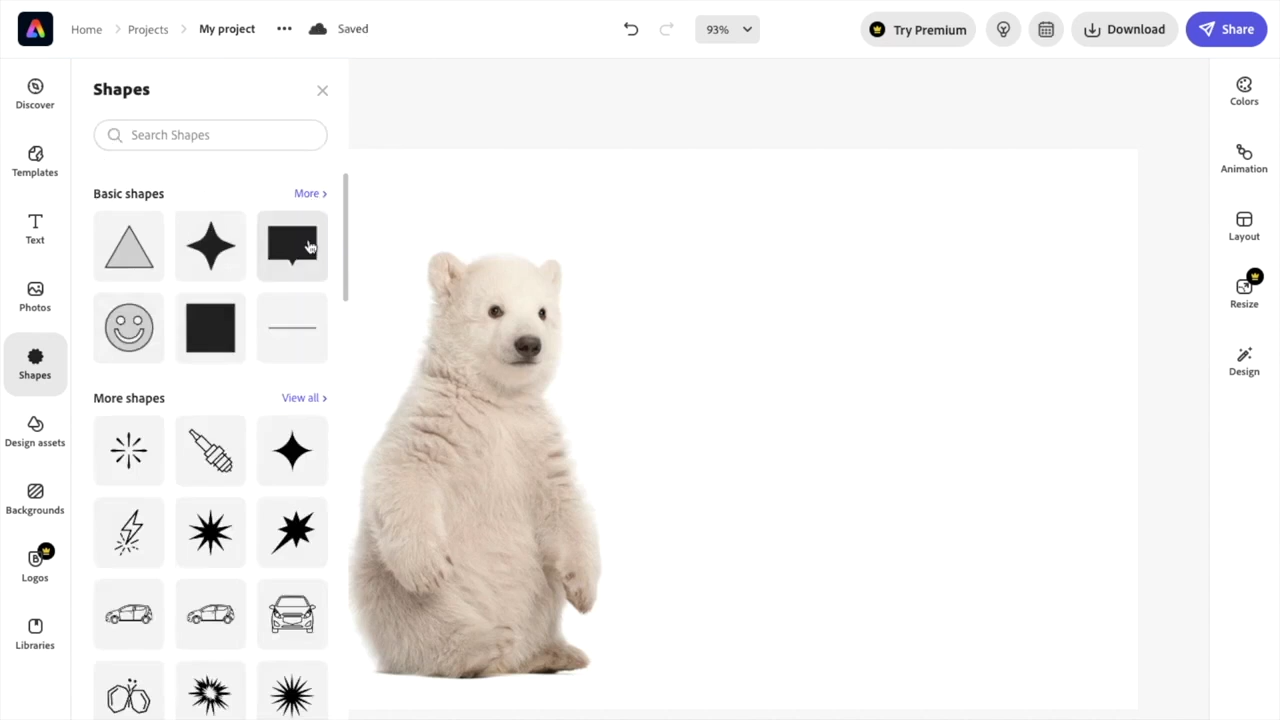 Home
Projects
My project
Saved
93%
Try Premium
Download
Share
Discover
Templates
Text
Photos
Shapes
Design assets
Backgrounds
Logos
Libraries
Shapes
Search Shapes
Basic shapes
More
More shapes
View all
Colors
Animation
Layout
Resize
Design